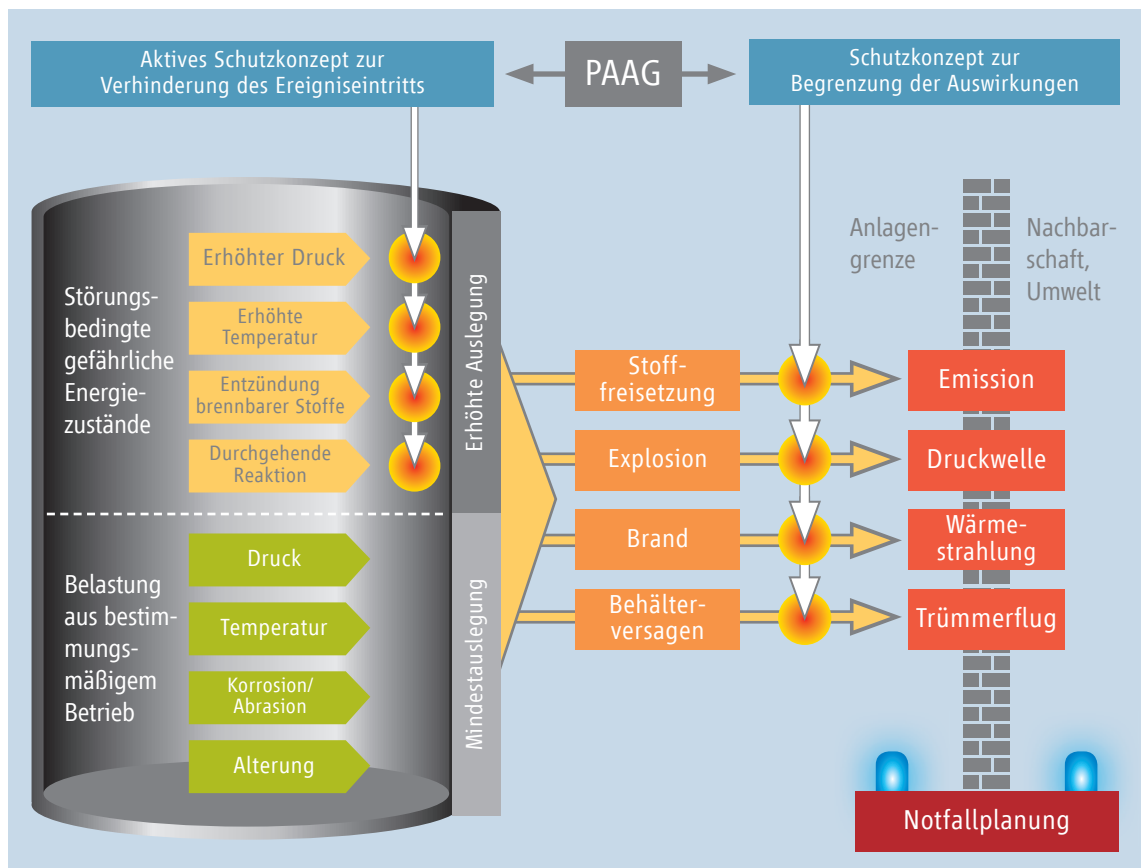 Aktives Schutzkonzept zur
Verhinderung des Ereigniseintritts
PAAG
Schutzkonzept zur
Begrenzung der Auswirkungen
Störungs-
bedingte
gefährliche
Energie-
zustände
Erhöhter Druck
Erhöhte
Temperatur
Entzündung
brennbarer Stoffe
Durchgehende
Reaktion
Erhöhte Auslegung
Belastung
aus bestim-
mungs-
mäßigem
Betrieb
Druck
Temperatur
Korrosion/
Abrasion
Alterung
Mindestauslegung
Stoff-
freisetzung
Explosion
Brand
Behälter-
versagen
Anlagen-
grenze
Nachbar-
schaft,
Umwelt
Emission
Druckwelle
Wärme-
strahlung
Trümmerflug
Notfallplanung